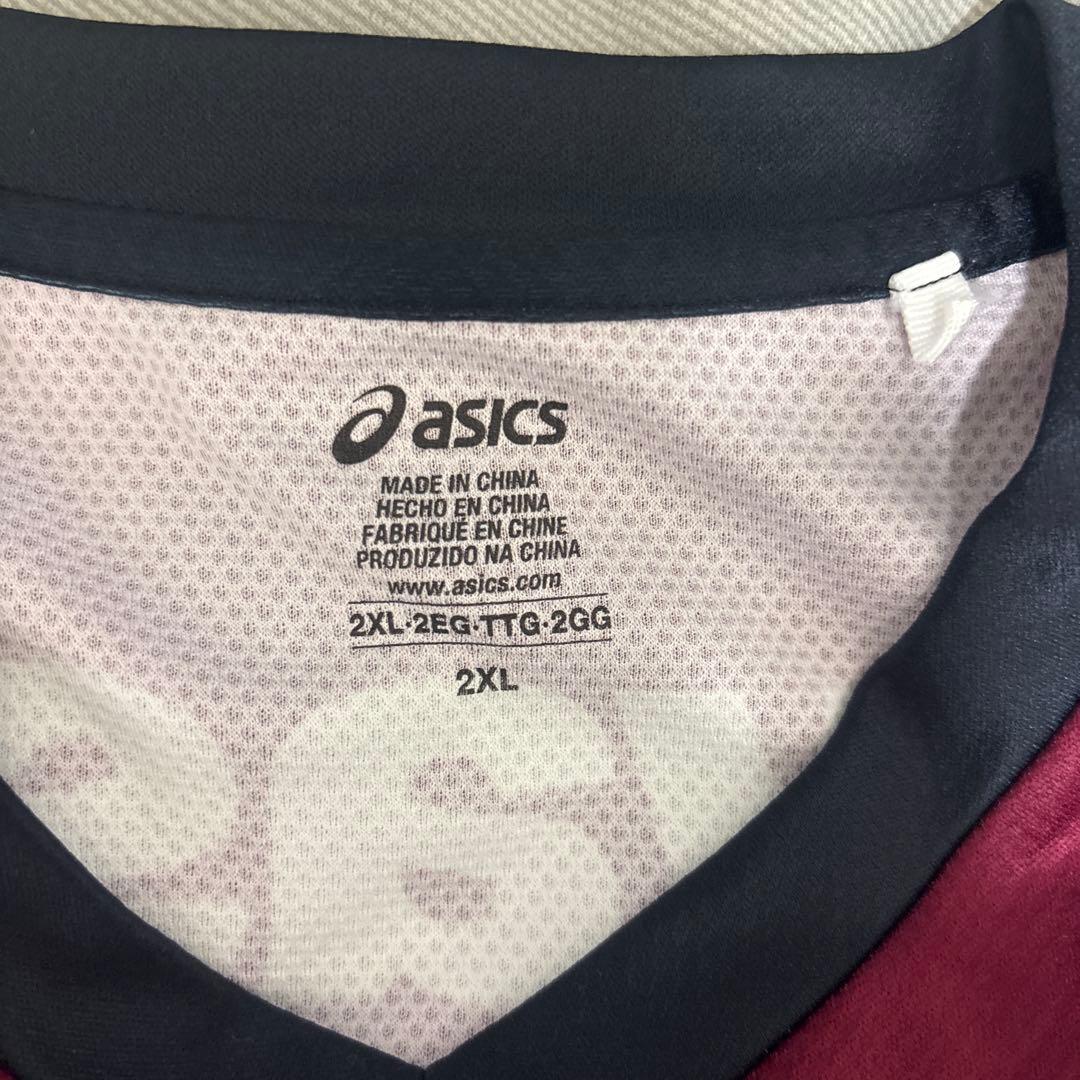 asics
MADE IN CHINA
HECHO EN CHINA
FABRIQUÉ EN CHINE
PRODUZIDO NA CHINA
www.asics.com
2XL·2EG·TTG·2GG
2XL